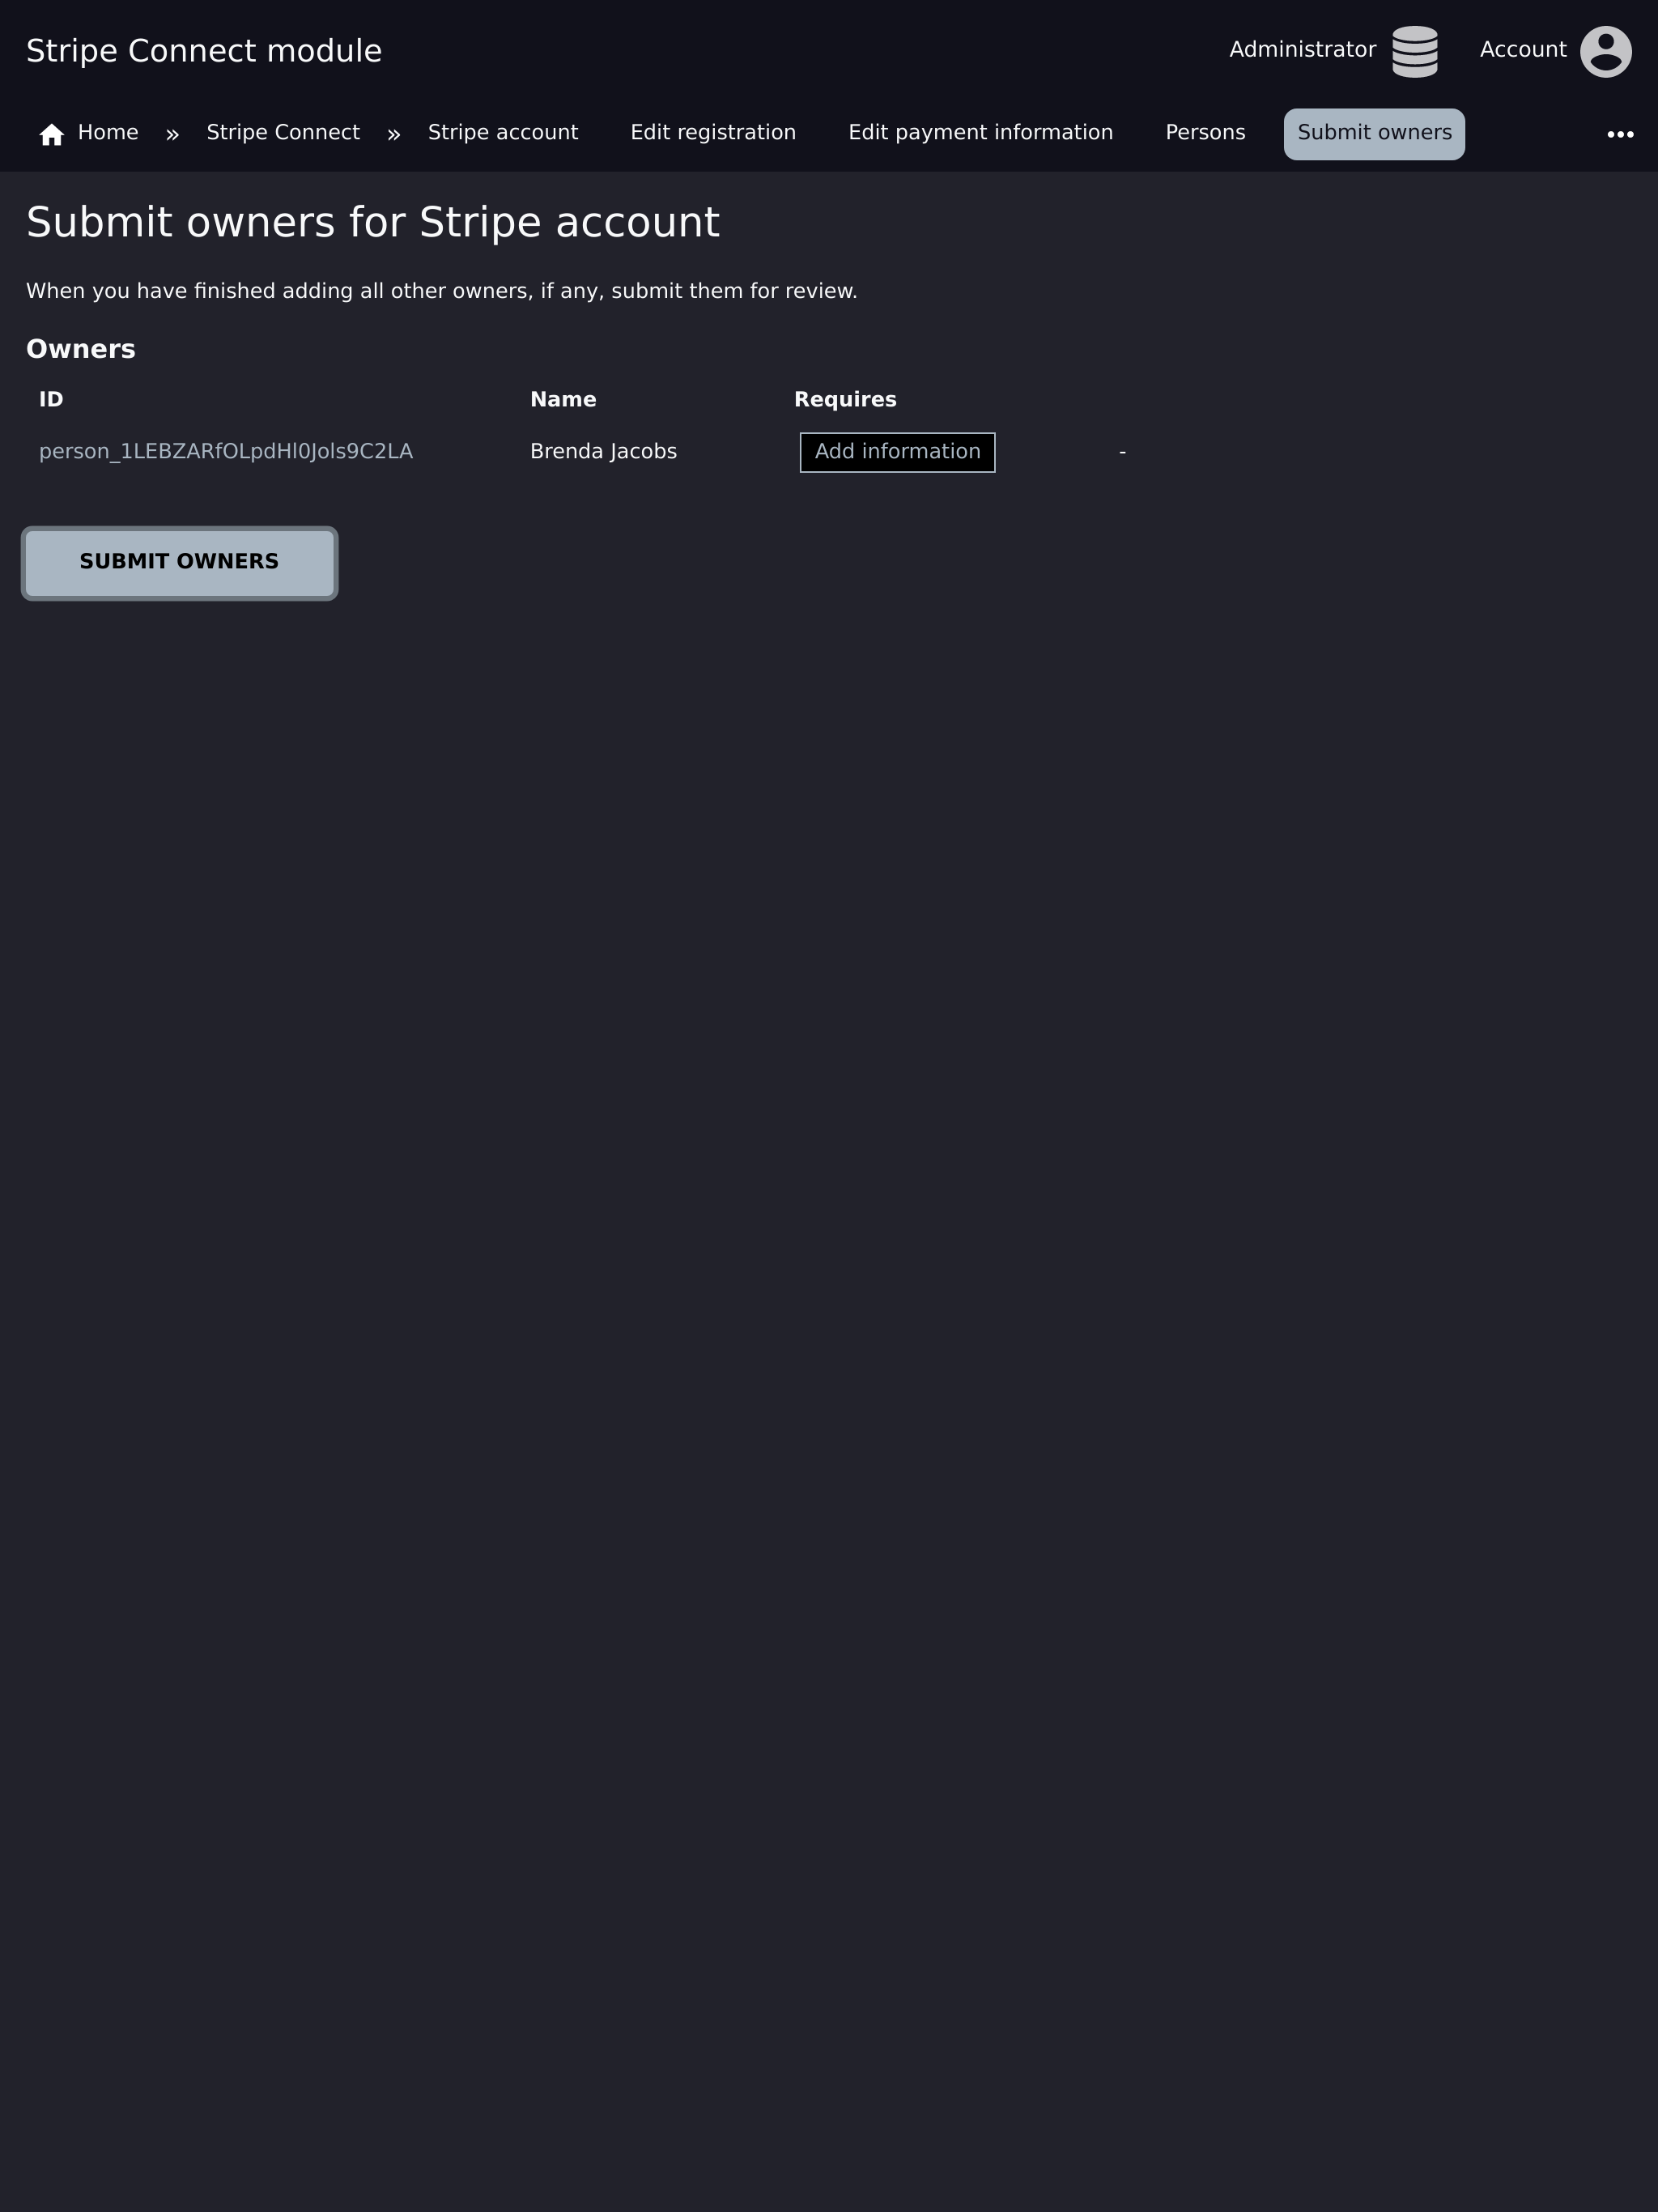 Stripe Connect module
Administrator
Account
Home » Stripe Connect » Stripe account Edit registration Edit payment information Persons Submit owners •••
Submit owners for Stripe account
When you have finished adding all other owners, if any, submit them for review.
Owners
ID Name Requires
person_1LEBZARfOLpdHl0Jols9C2LA Brenda Jacobs Add information -
SUBMIT OWNERS